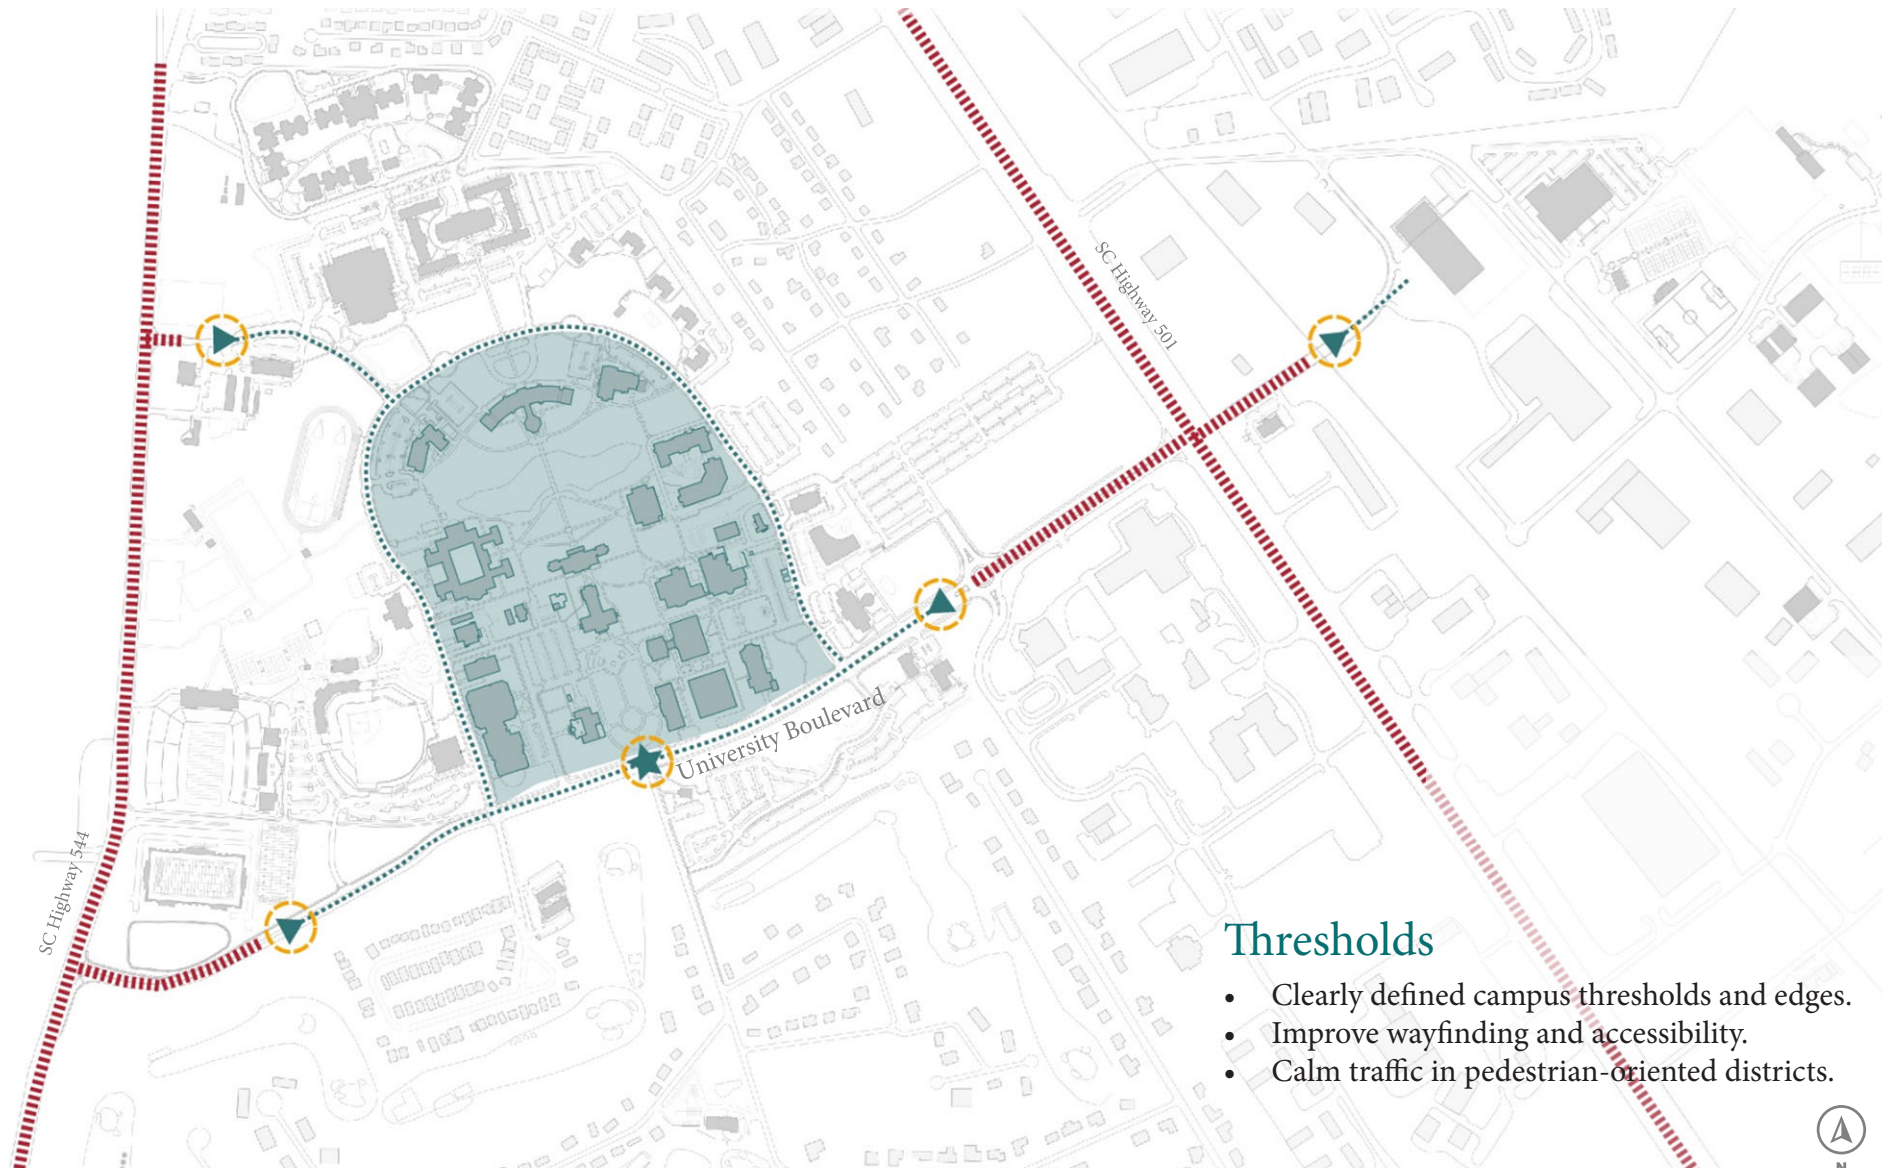 SC Highway 501
University Boulevard
SC Highway 544
Thresholds
• Clearly defined campus thresholds and edges.
• Improve wayfinding and accessibility.
• Calm traffic in pedestrian-oriented districts.
N